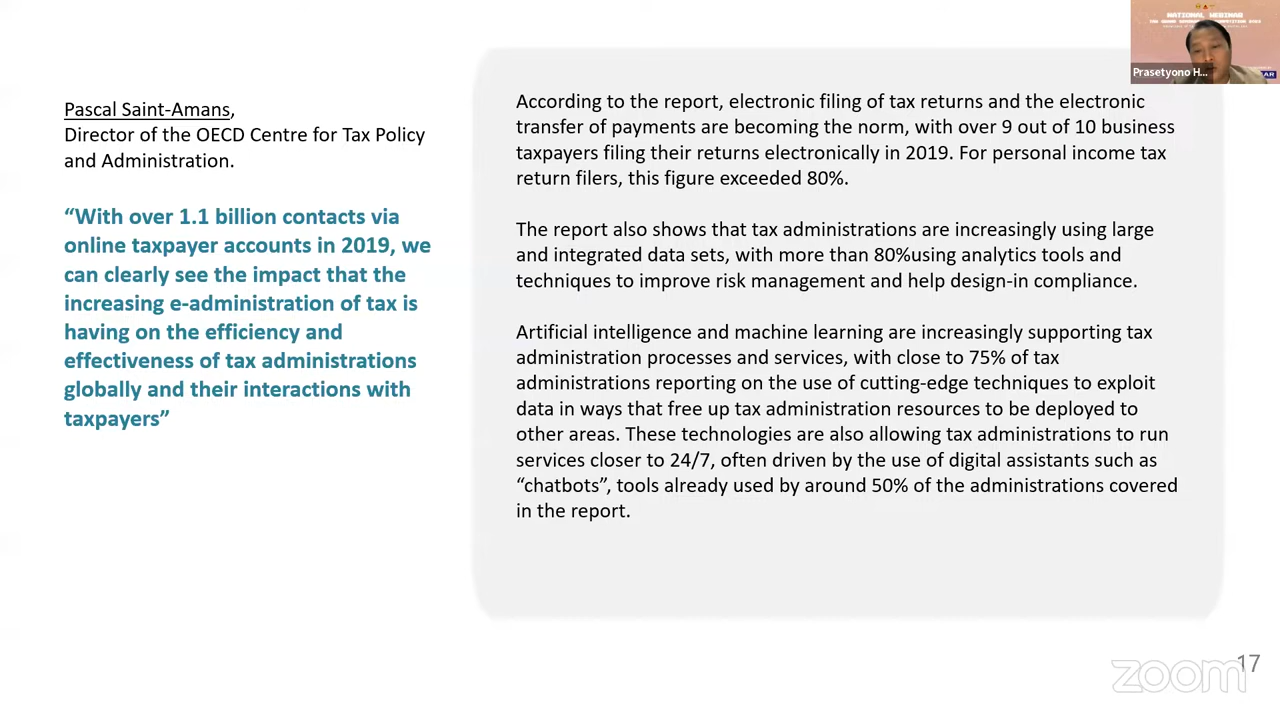 Pascal Saint-Amans,
Director of the OECD Centre for Tax Policy
and Administration.
“With over 1.1 billion contacts via
online taxpayer accounts in 2019, we
can clearly see the impact that the
increasing e-administration of tax is
having on the efficiency and
effectiveness of tax administrations
globally and their interactions with
taxpayers”
According to the report, electronic filing of tax returns and the electronic
transfer of payments are becoming the norm, with over 9 out of 10 business
taxpayers filing their returns electronically in 2019. For personal income tax
return filers, this figure exceeded 80%.
The report also shows that tax administrations are increasingly using large
and integrated data sets, with more than 80%using analytics tools and
techniques to improve risk management and help design-in compliance.
Artificial intelligence and machine learning are increasingly supporting tax
administration processes and services, with close to 75% of tax
administrations reporting on the use of cutting-edge techniques to exploit
data in ways that free up tax administration resources to be deployed to
other areas. These technologies are also allowing tax administrations to run
services closer to 24/7, often driven by the use of digital assistants such as
“chatbots”, tools already used by around 50% of the administrations covered
in the report.
NATIONAL WEBINAR
Prasetyono H...
17
zoom